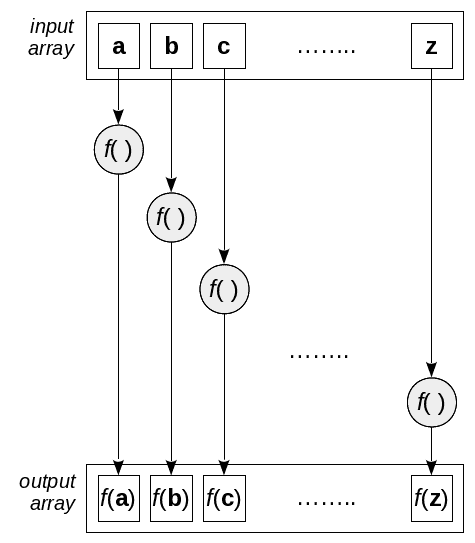 input
array
a b c ........ z
f( )
f( )
f( )
........
f( )
output
array
f(a) f(b) f(c) ........ f(z)